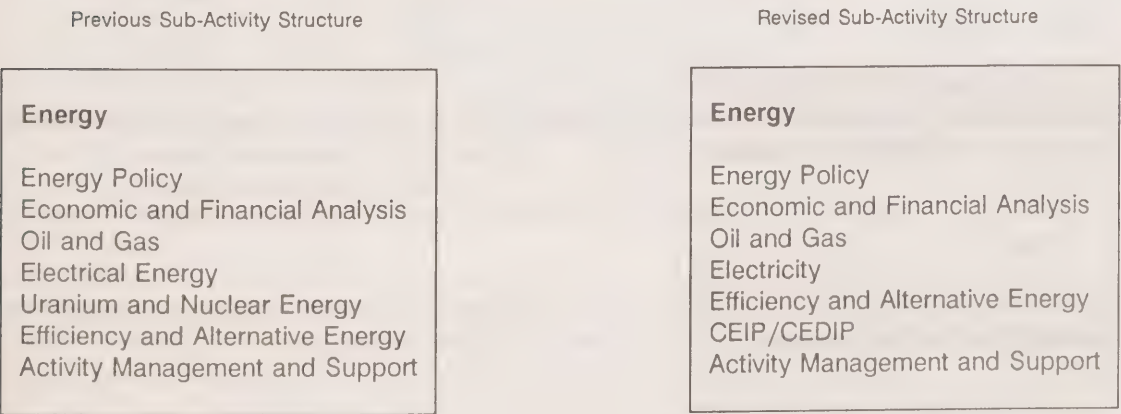 Previous Sub-Activity Structure
Energy
Energy Policy
Economic and Financial Analysis
Oil and Gas
Electrical Energy
Uranium and Nuclear Energy
Efficiency and Alternative Energy
Activity Management and Support
Revised Sub-Activity Structure
Energy
Energy Policy
Economic and Financial Analysis
Oil and Gas
Electricity
Efficiency and Alternative Energy
CEIP/CEDIP
Activity Management and Support